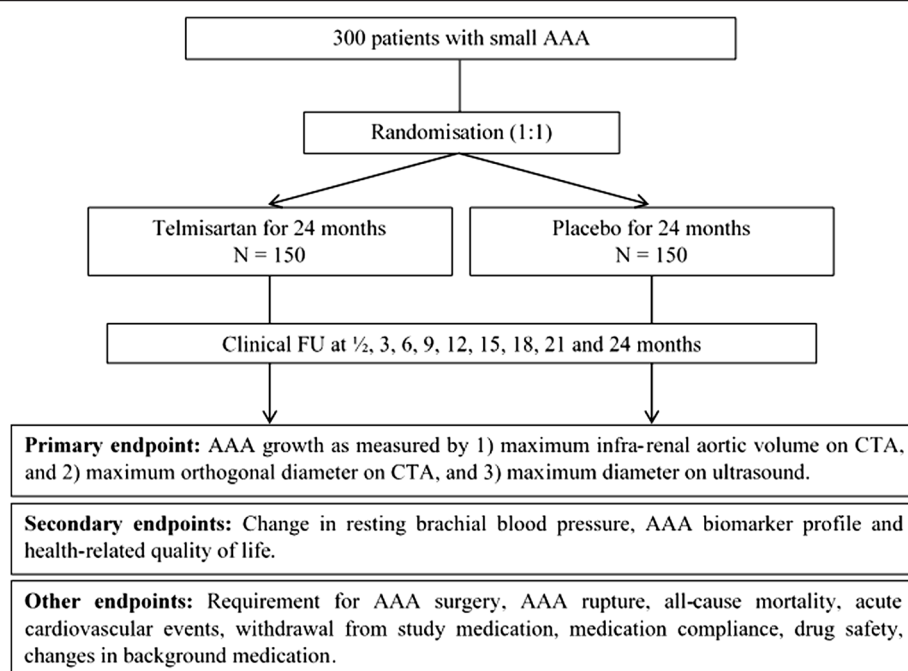 300 patients with small AAA
Randomisation (1:1)
Telmisartan for 24 months
N = 150
Placebo for 24 months
N = 150
Clinical FU at ½, 3, 6, 9, 12, 15, 18, 21 and 24 months
Primary endpoint: AAA growth as measured by 1) maximum infra-renal aortic volume on CTA,
and 2) maximum orthogonal diameter on CTA, and 3) maximum diameter on ultrasound.
Secondary endpoints: Change in resting brachial blood pressure, AAA biomarker profile and
health-related quality of life.
Other endpoints: Requirement for AAA surgery, AAA rupture, all-cause mortality, acute
cardiovascular events, withdrawal from study medication, medication compliance, drug safety,
changes in background medication.